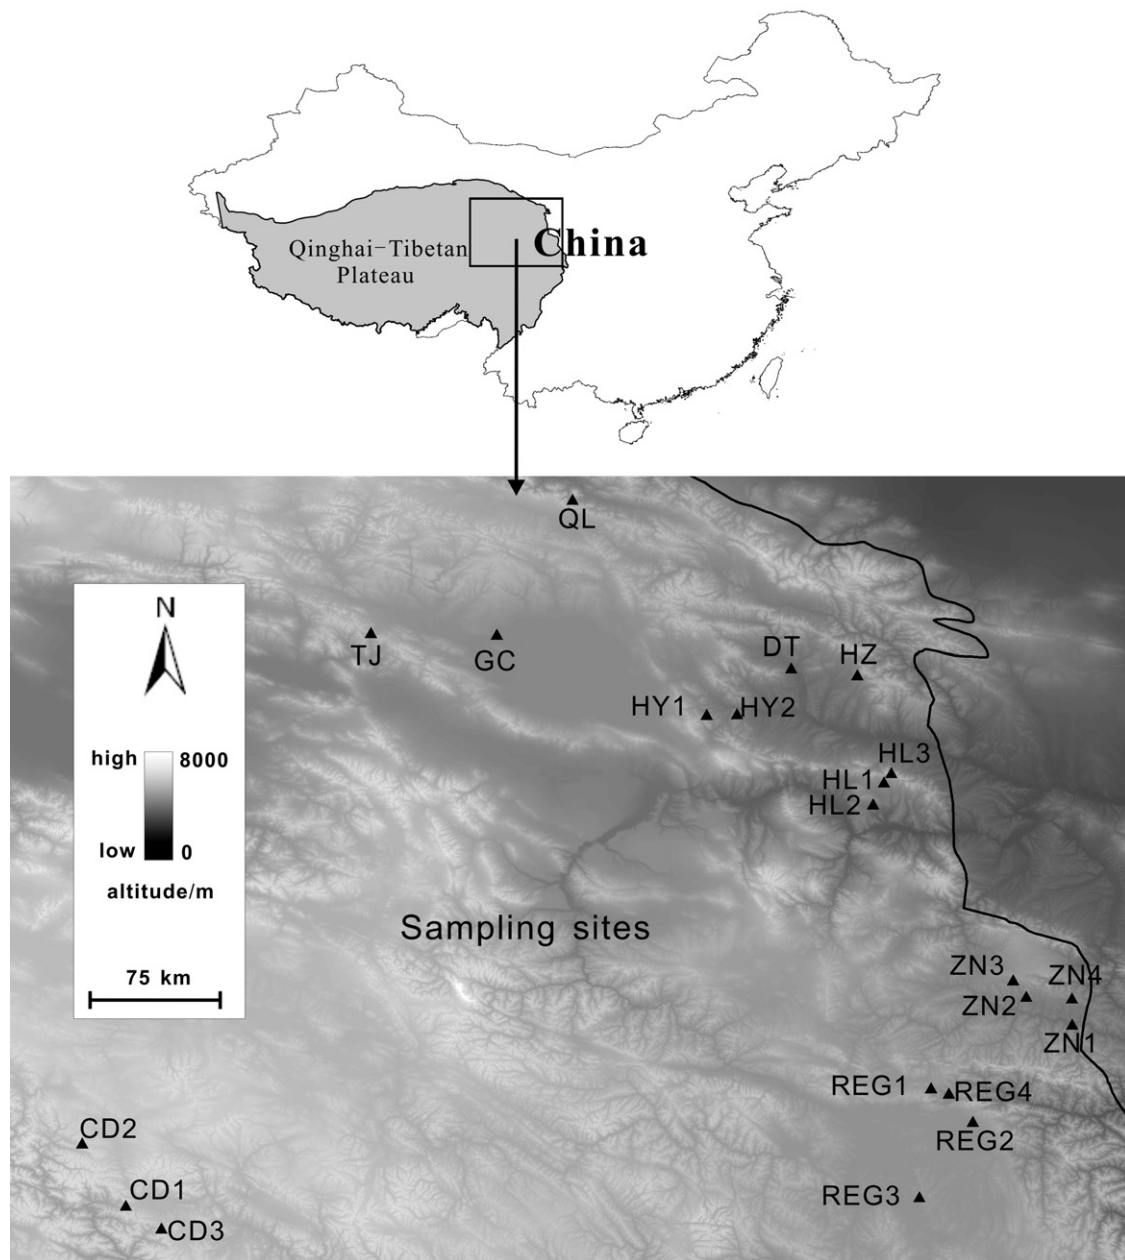 Qinghai-Tibetan
Plateau
China
QL
TJ
GC
DT
HZ
HY1
HY2
HL3
HL1
HL2
N
high
8000
low
0
altitude/m
75 km
Sampling sites
ZN3
ZN4
ZN2
ZN1
REG1
REG4
REG2
REG3
CD2
CD1
CD3